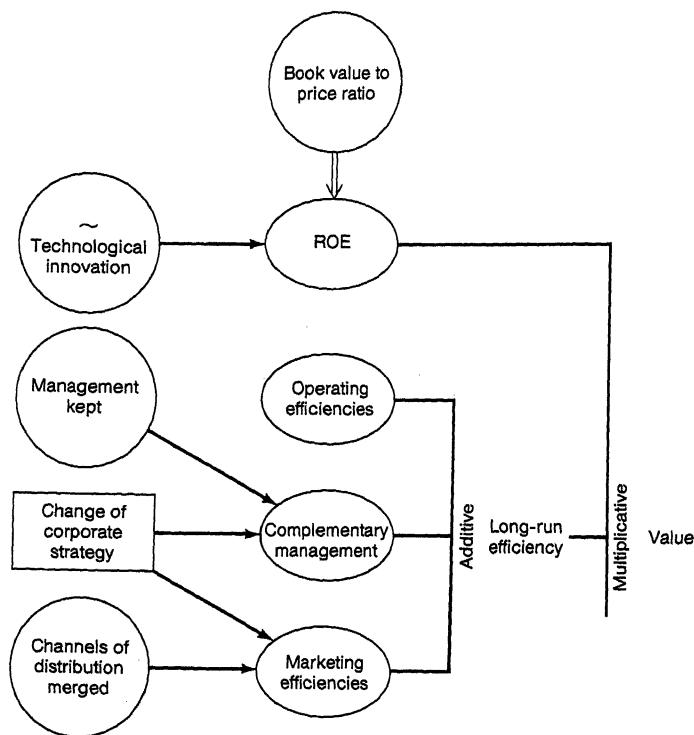 Book value to
price ratio
~
Technological
innovation
ROE
Management
kept
Operating
efficiencies
Change of
corporate
strategy
Complementary
management
Additive
Long-run
efficiency
Multiplicative
Value
Channels of
distribution
merged
Marketing
efficiencies